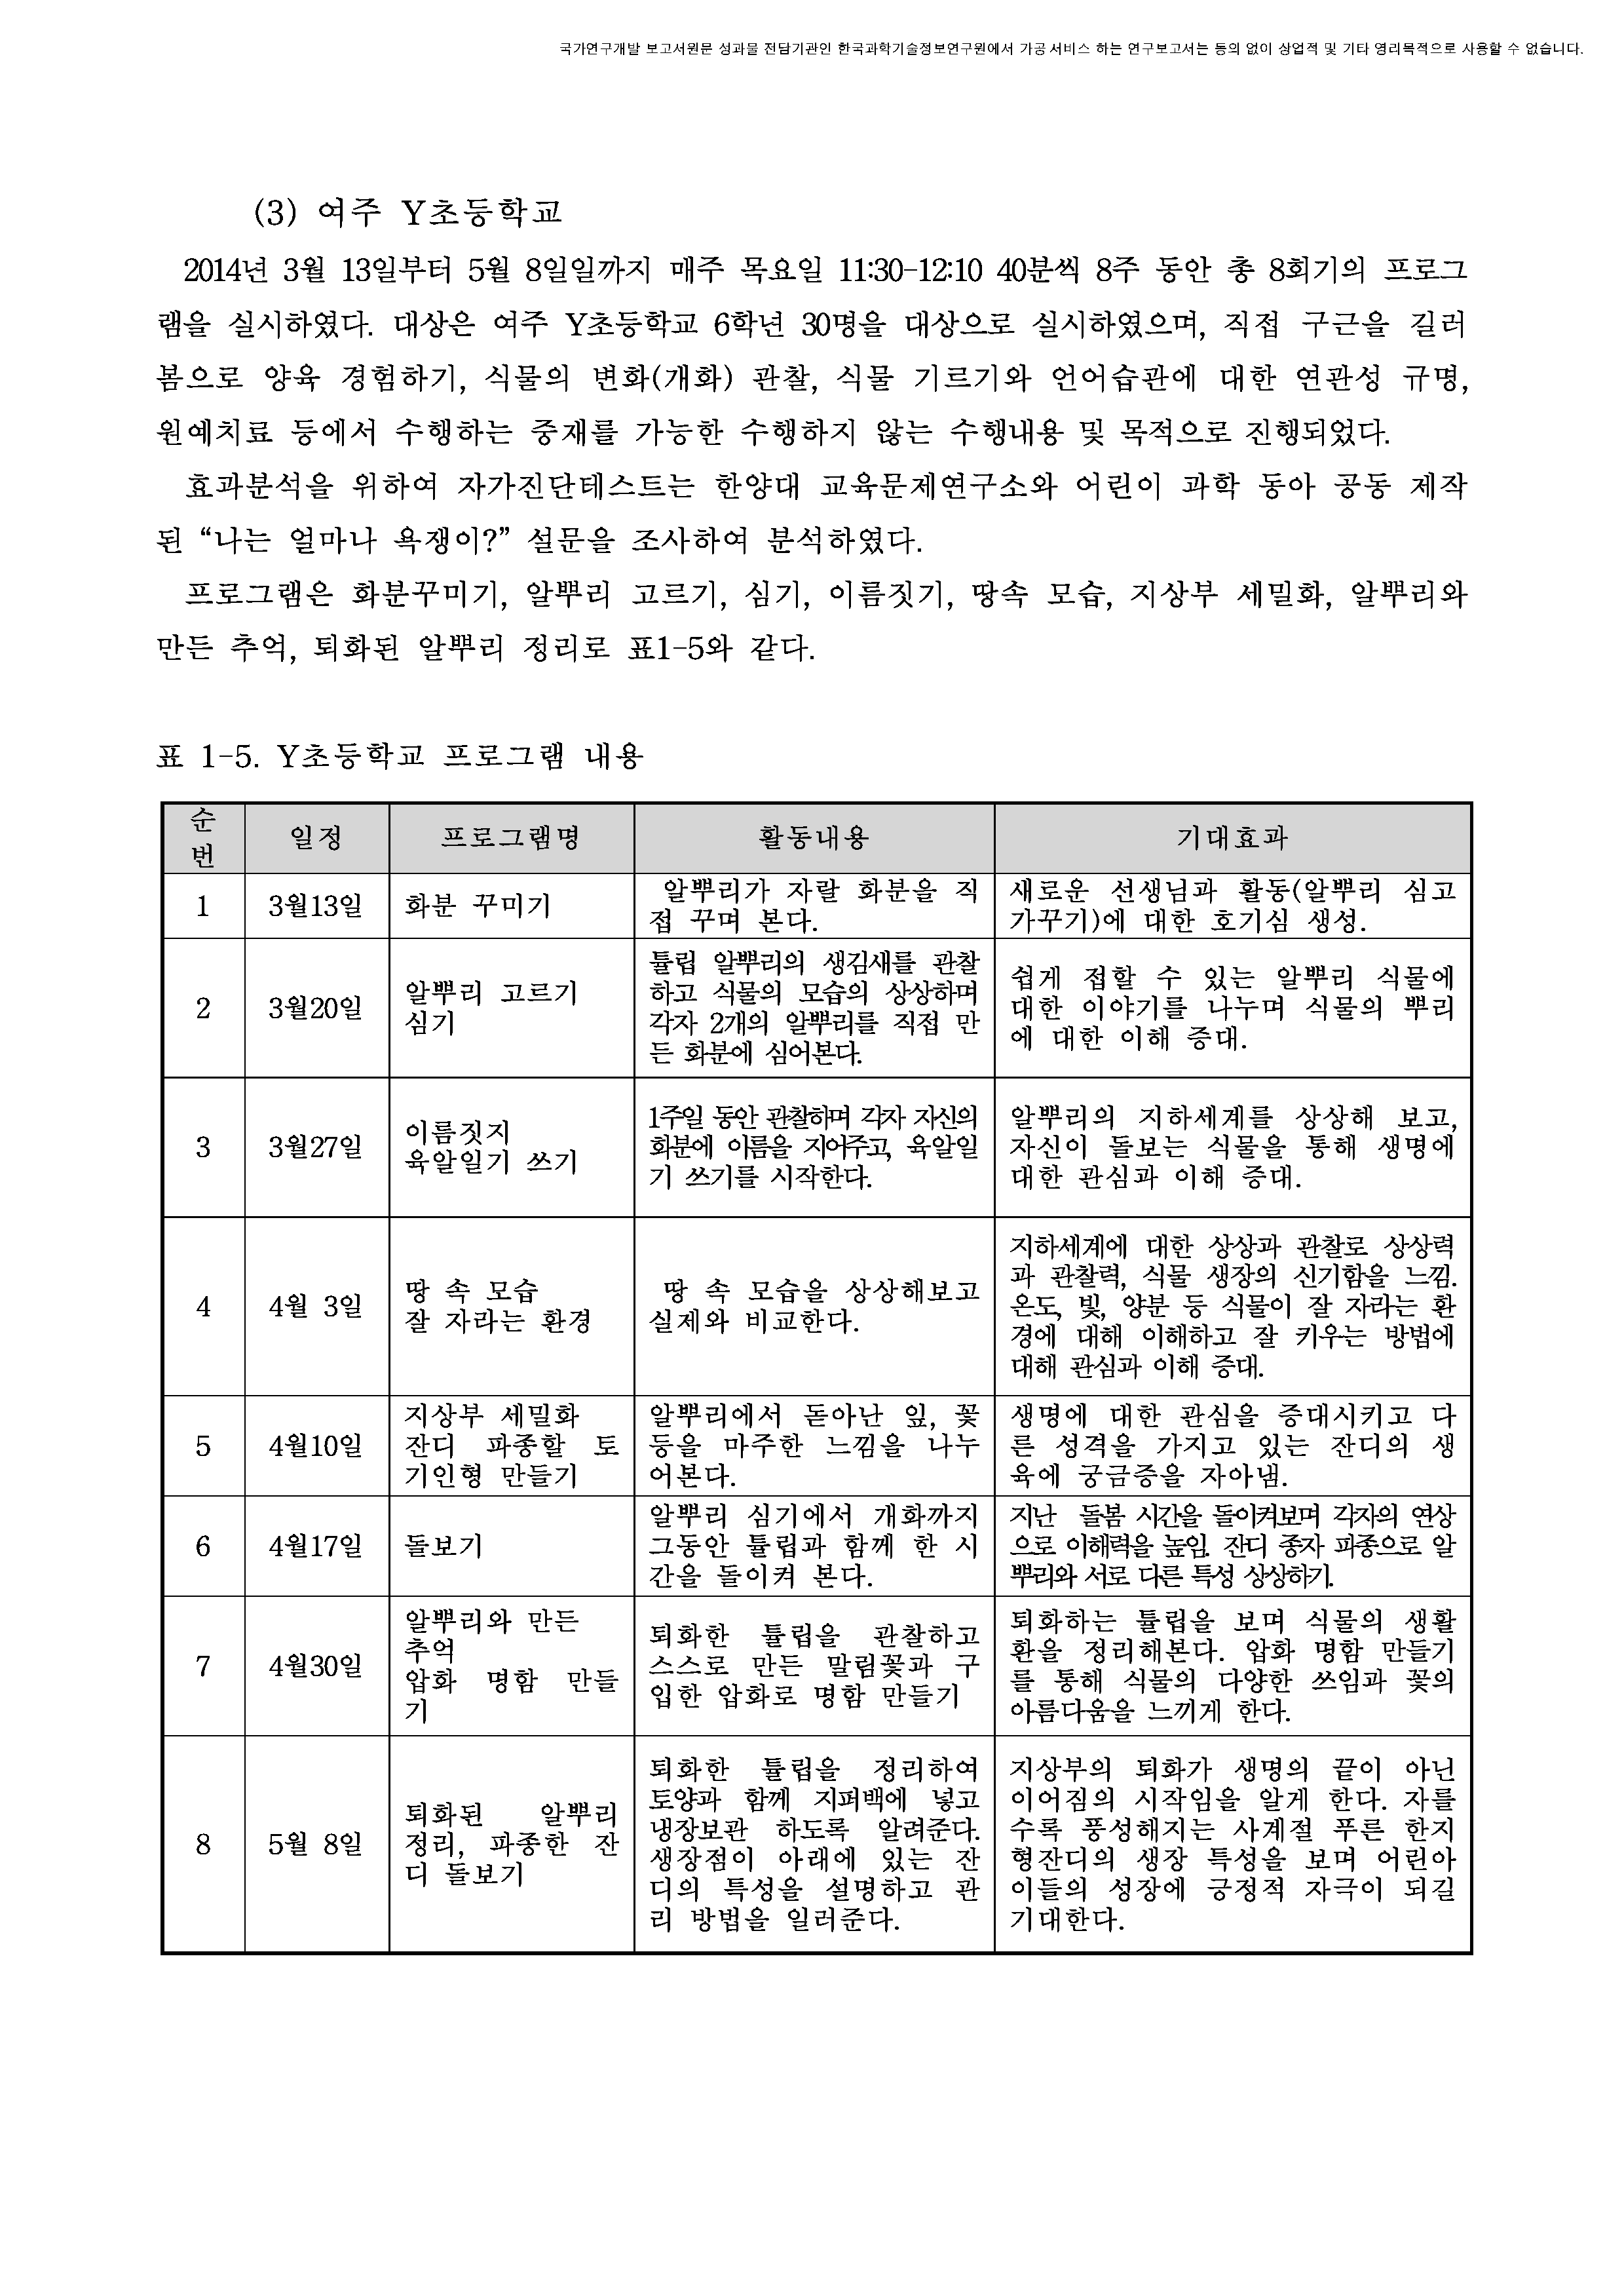 국가연구개발 보고서원문 성과물 전담기관인 한국과학기술정보연구원에서 가공·서비스 하는 연구보고서는 동의 없이 상업적 및 기타 영리목적으로 사용할 수 없습니다.
(3) 여주 Y초등학교
2014년 3월 13일부터 5월 8일일까지 매주 목요일 11:30-12:10 40분씩 8주 동안 총 8회기의 프로그
램을 실시하였다. 대상은 여주 Y초등학교 6학년 30명을 대상으로 실시하였으며, 직접 구근을 길러
봄으로 양육 경험하기, 식물의 변화(개화) 관찰, 식물 기르기와 언어습관에 대한 연관성 규명,
원예치료 등에서 수행하는 중재를 가능한 수행하지 않는 수행내용 및 목적으로 진행되었다.
효과분석을 위하여 자가진단테스트는 한양대 교육문제연구소와 어린이 과학 동아 공동 제작
된 “나는 얼마나 욕쟁이?” 설문을 조사하여 분석하였다.
프로그램은 화분꾸미기, 알뿌리 고르기, 심기, 이름짓기, 땅속 모습, 지상부 세밀화, 알뿌리와
만든 추억, 퇴화된 알뿌리 정리로 표1-5와 같다.
표 1-5. Y초등학교 프로그램 내용
순
번
일정
프로그램명
활동내용
기대효과
1
3월13일
화분 꾸미기
알뿌리가 자랄 화분을 직
접 꾸며 본다.
새로운 선생님과 활동(알뿌리 심고
가꾸기)에 대한 호기심 생성.
2
3월20일
알뿌리 고르기
심기
튤립 알뿌리의 생김새를 관찰
하고 식물의 모습의 상상하며
각자 2개의 알뿌리를 직접 만
든 화분에 심어본다.
쉽게 접할 수 있는 알뿌리 식물에
대한 이야기를 나누며 식물의 뿌리
에 대한 이해 증대.
3
3월27일
이름짓지
육알일기 쓰기
1주일 동안 관찰하며 각자 자신의
화분에 이름을 지어주고, 육알일
기 쓰기를 시작한다.
알뿌리의 지하세계를 상상해 보고,
자신이 돌보는 식물을 통해 생명에
대한 관심과 이해 증대.
4
4월 3일
땅 속 모습
잘 자라는 환경
땅 속 모습을 상상해보고
실제와 비교한다.
지하세계에 대한 상상과 관찰로 상상력
과 관찰력, 식물 생장의 신기함을 느낌.
온도, 빛, 양분 등 식물이 잘 자라는 환
경에 대해 이해하고 잘 키우는 방법에
대해 관심과 이해 증대.
5
4월10일
지상부 세밀화
잔디 파종할 토
기인형 만들기
알뿌리에서 돋아난 잎, 꽃
등을 마주한 느낌을 나누
어본다.
생명에 대한 관심을 증대시키고 다
른 성격을 가지고 있는 잔디의 생
육에 궁금증을 자아냄.
6
4월17일
돌보기
알뿌리 심기에서 개화까지
그동안 튤립과 함께 한 시
간을 돌이켜 본다.
지난 돌봄 시간을 돌이켜보며 각자의 연상
으로 이해력을 높임. 잔디 종자 파종으로 알
뿌리와 서로 다른 특성 상상하기.
7
4월30일
알뿌리와 만든
추억
압화 명함 만들
기
퇴화한 튤립을 관찰하고
스스로 만든 말림꽃과 구
입한 압화로 명함 만들기
퇴화하는 튤립을 보며 식물의 생활
환을 정리해본다. 압화 명함 만들기
를 통해 식물의 다양한 쓰임과 꽃의
아름다움을 느끼게 한다.
8
5월 8일
퇴화된 알뿌리
정리, 파종한 잔
디 돌보기
퇴화한 튤립을 정리하여
토양과 함께 지퍼백에 넣고
냉장보관 하도록 알려준다.
생장점이 아래에 있는 잔
디의 특성을 설명하고 관
리 방법을 일러준다.
지상부의 퇴화가 생명의 끝이 아닌
이어짐의 시작임을 알게 한다. 자를
수록 풍성해지는 사계절 푸른 한지
형잔디의 생장 특성을 보며 어린아
이들의 성장에 긍정적 자극이 되길
기대한다.